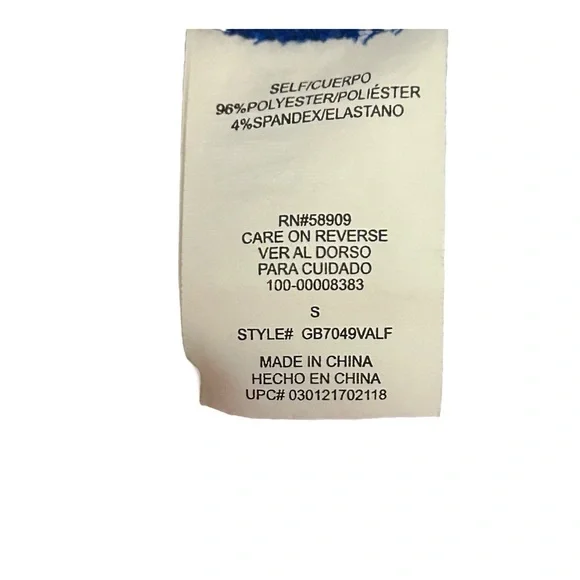 SELF/CUERPO
96%POLYESTER/POLIÉSTER
4%SPANDEX/ELASTANO
RN#58909
CARE ON REVERSE
VER AL DORSO
PARA CUIDADO
100-00008383
S
STYLE# GB7049VALF
MADE IN CHINA
HECHO EN CHINA
UPC# 030121702118